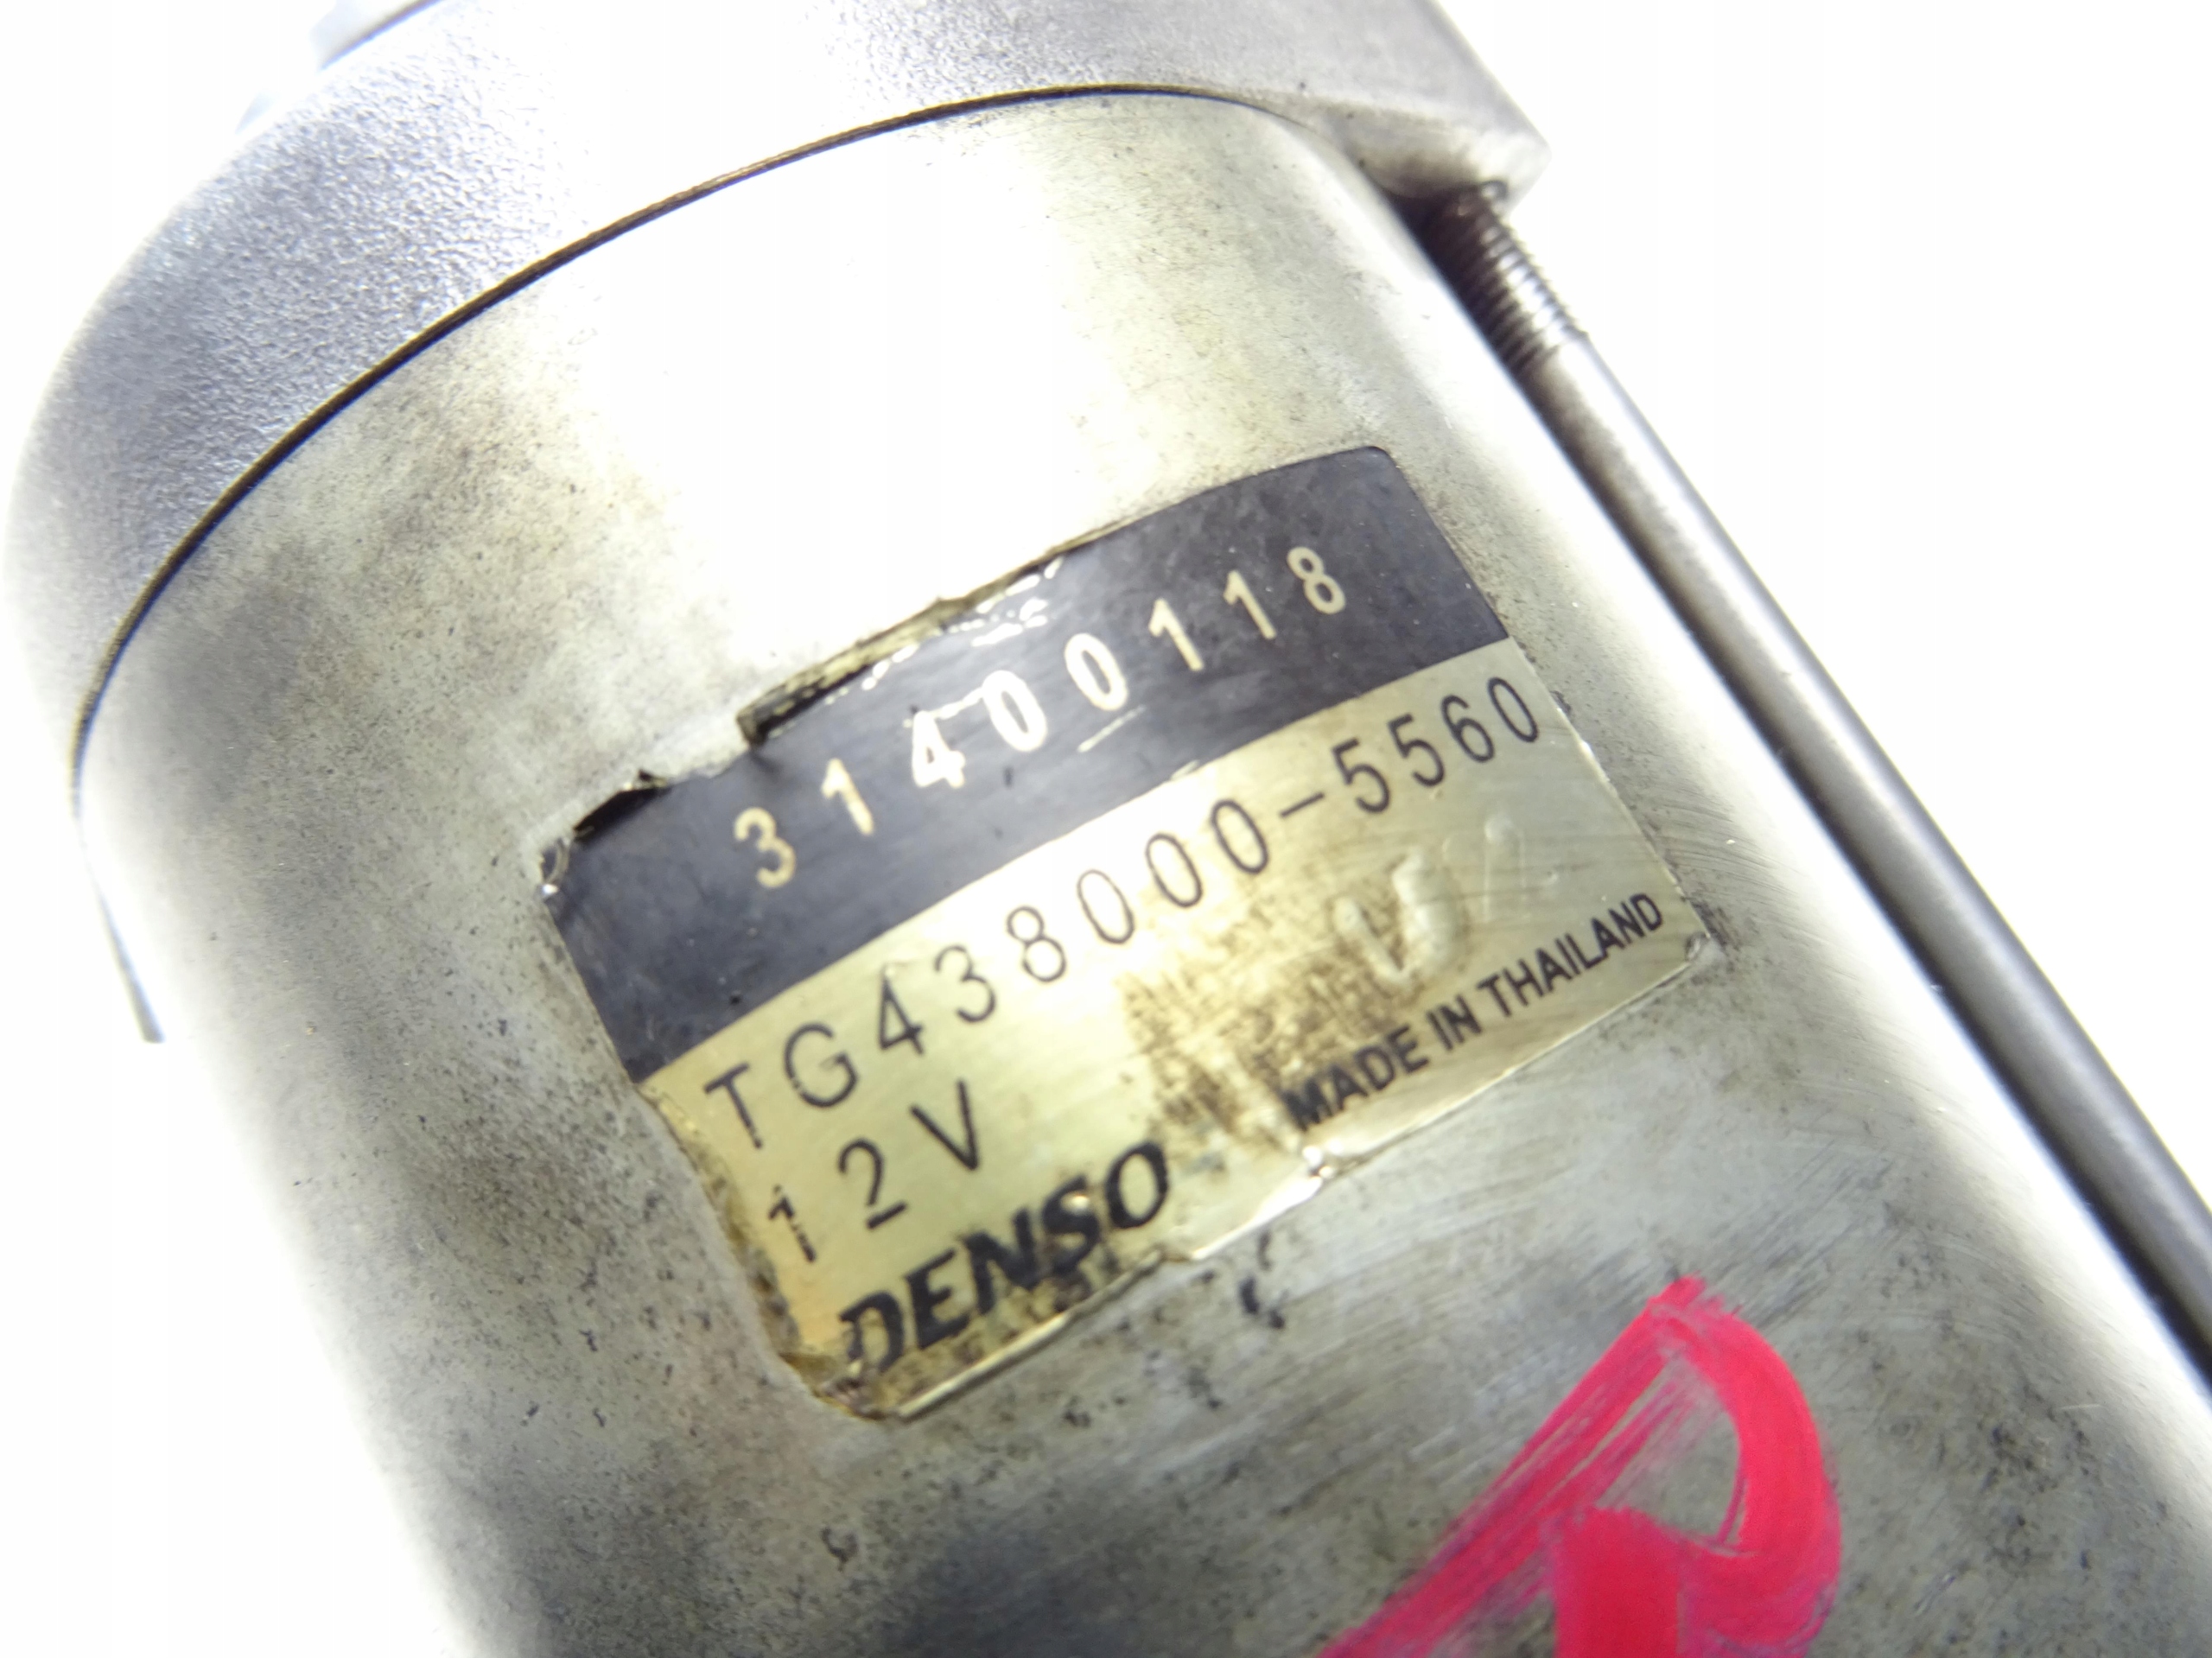 31400118
TG438000-5560
12V
DENSO
MADE IN THAILAND
R